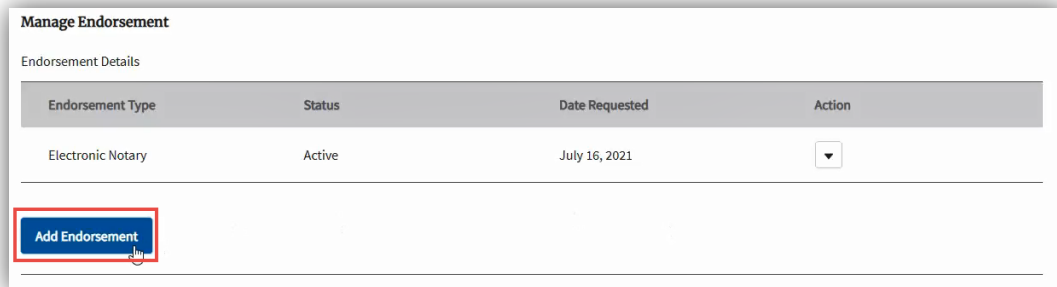 Manage Endorsement
Endorsement Details
Endorsement Type Status Date Requested Action
Electronic Notary Active July 16, 2021
Add Endorsement